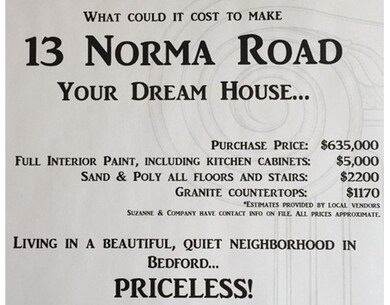 What could it cost to make
13 Norma Road
Your Dream House...
Purchase Price: $635,000
Full Interior Paint, including kitchen cabinets: $5,000
Sand & Poly all floors and stairs: $2200
Granite countertops: $1170
*Estimates provided by local vendors
Suzanne & Company have contact info on file. All prices approximate.
Living in a beautiful, quiet neighborhood in
Bedford...
PRICELESS!